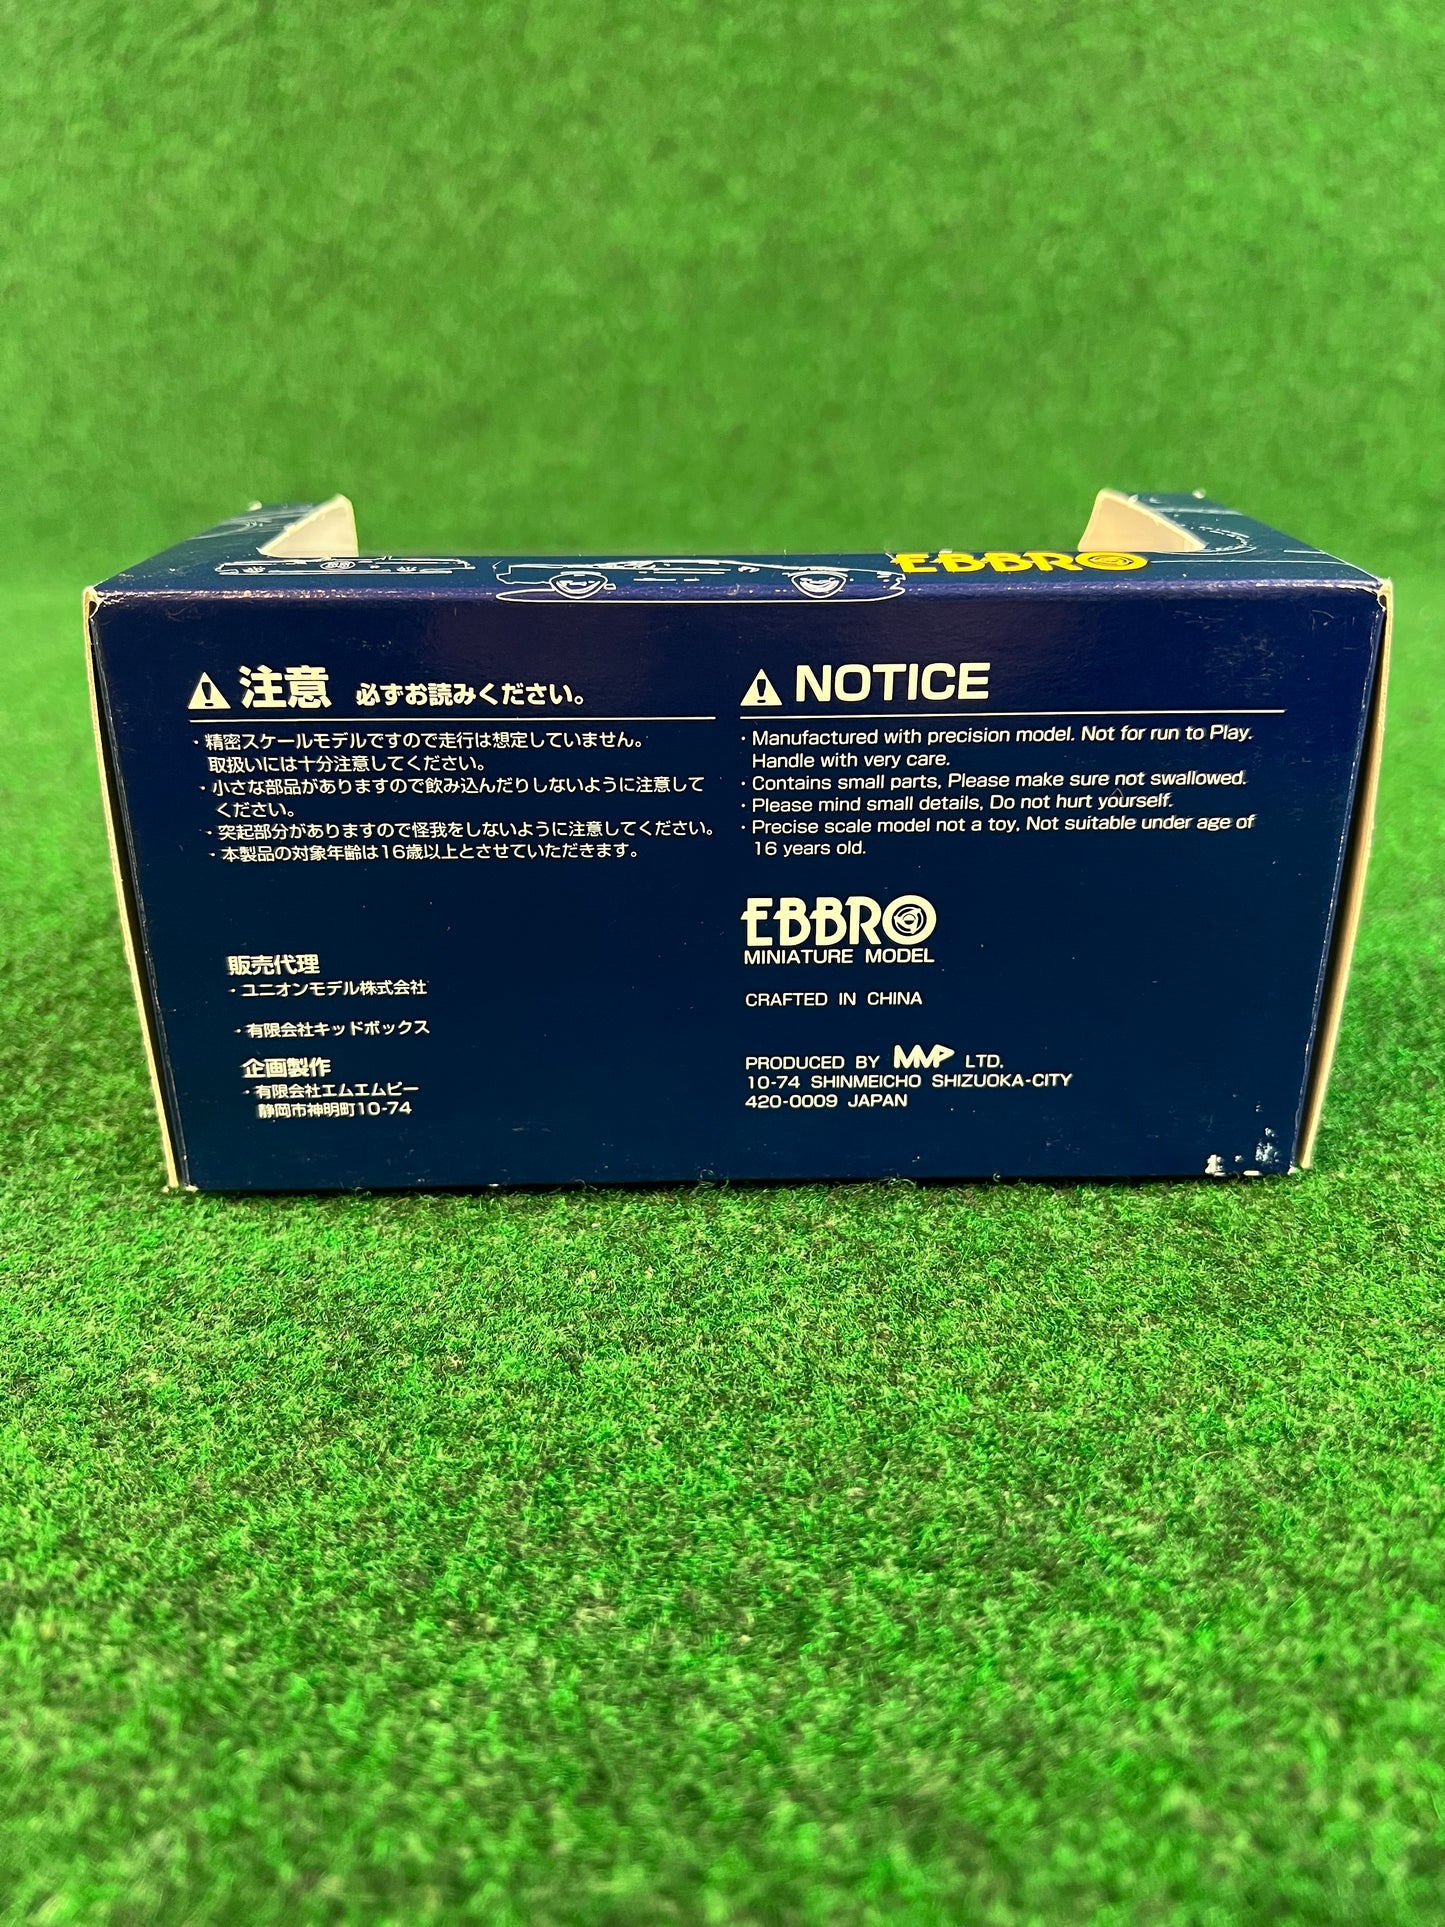 EBBRO
注意 必ずお読みください。
・精密スケールモデルですので走行は想定していません。
取扱いには十分注意してください。
・小さな部品がありますので飲み込んだりしないように注意して
ください。
・突起部分がありますので怪我をしないように注意してください。
・本製品の対象年齢は16歳以上とさせていただきます。
販売代理
・ユニオンモデル株式会社
・有限会社キッドボックス
企画製作
・有限会社エムエムピー
静岡市神明町10-74
NOTICE
・Manufactured with precision model. Not for run to Play.
Handle with very care.
・Contains small parts, Please make sure not swallowed.
・Please mind small details, Do not hurt yourself.
・Precise scale model not a toy, Not suitable under age of
16 years old.
EBBRO
MINIATURE MODEL
CRAFTED IN CHINA
PRODUCED BY MMP LTD.
10-74 SHINMEICHO SHIZUOKA-CITY
420-0009 JAPAN